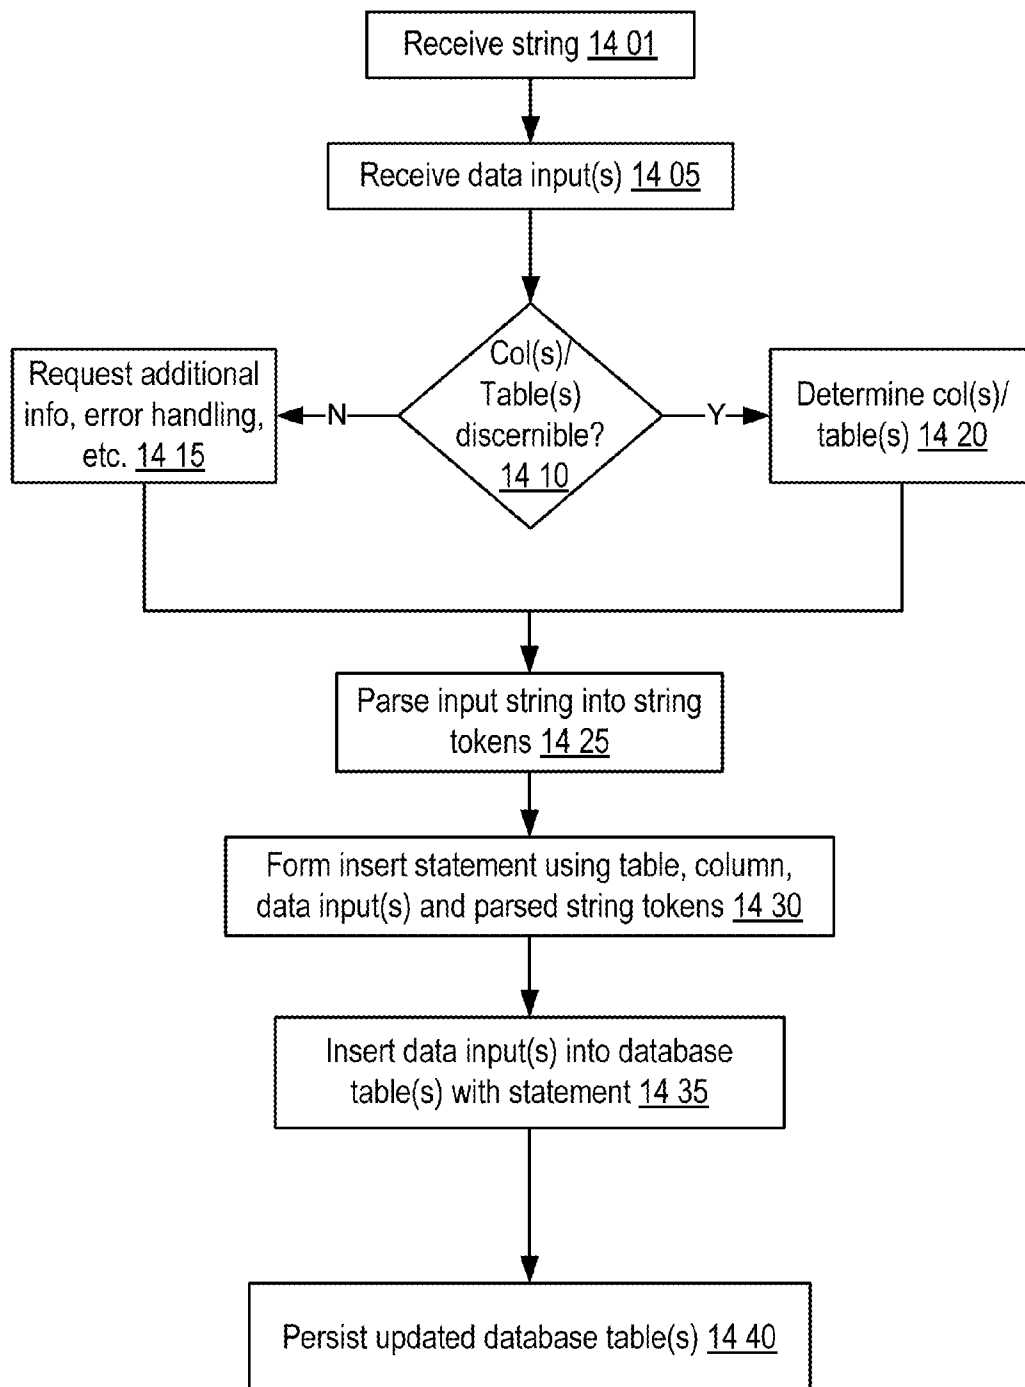 Receive string 14 01
Receive data input(s) 14 05
Col(s)/
Table(s)
discernible?
14 10
N
Y
Request additional
info, error handling,
etc. 14 15
Determine col(s)/
table(s) 14 20
Parse input string into string
tokens 14 25
Form insert statement using table, column,
data input(s) and parsed string tokens 14 30
Insert data input(s) into database
table(s) with statement 14 35
Persist updated database table(s) 14 40